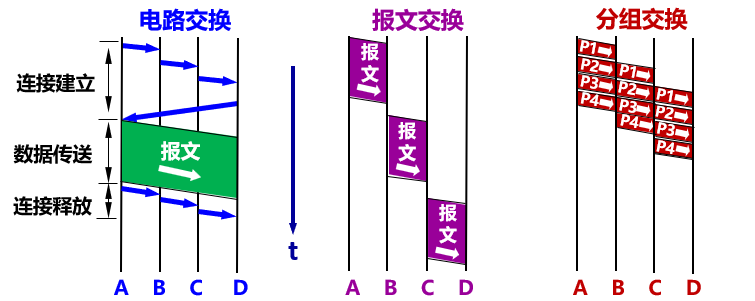 电路交换
连接建立
数据传送
报文
连接释放
A B C D
t
报文交换
报文
报文
报文
A B C D
分组交换
P1 P2 P3 P4
P1 P2 P3 P4
P1 P2 P3 P4
A B C D